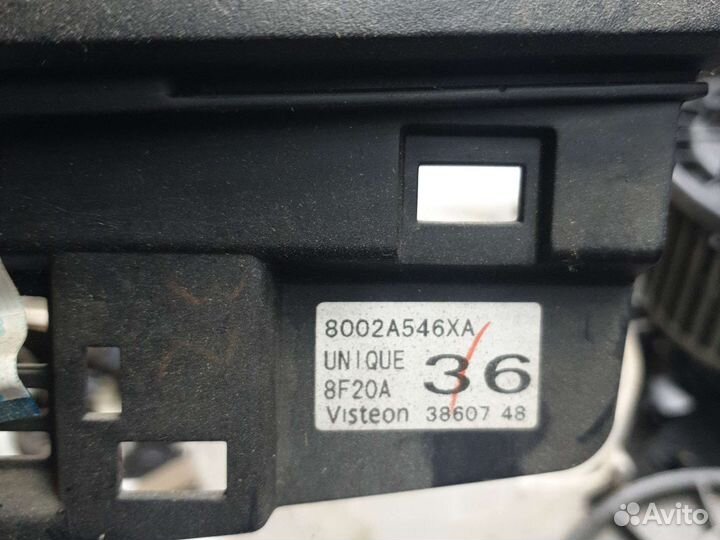 8002A546XA
UNIQUE 36
8F20A
Visteon 38607 48
Avito